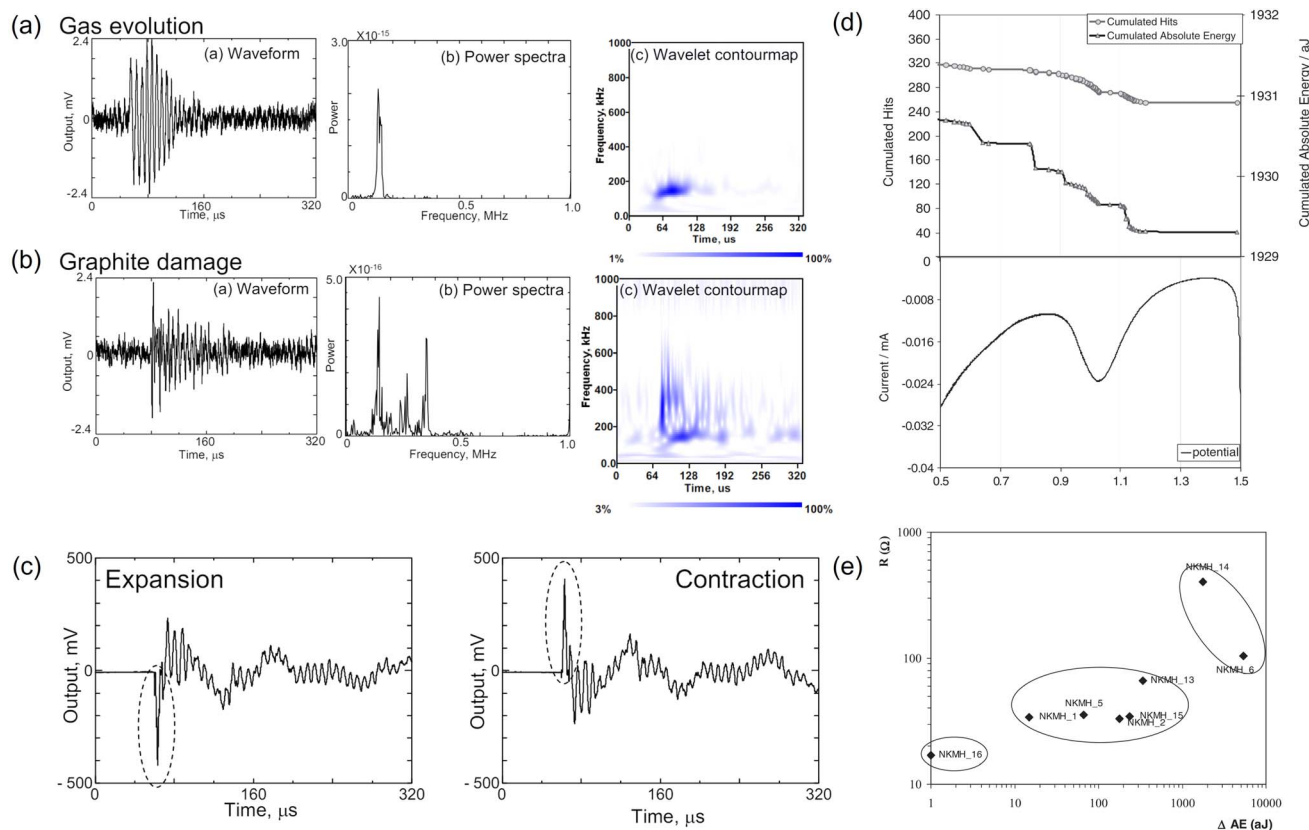 (a) Gas evolution
(a) Waveform
2.4
0
-2.4
Output, mV
0 160 320
Time, μs
(b) Power spectra
X10-15
3.0
Power
0
0 0.5 1.0
Frequency, MHz
(c) Wavelet contourmap
1000
800
600
400
200
0.0
Frequency, kHz
64 128 192 256 320
Time, us
1% 100%
(b) Graphite damage
(a) Waveform
2.4
0
-2.4
Output, mV
0 160 320
Time, μs
(b) Power spectra
X10-16
5.0
Power
0
0 0.5 1.0
Frequency, MHz
(c) Wavelet contourmap
1000
800
600
400
200
0.0
Frequency, kHz
0 64 128 192 256 320
Time, us
3% 100%
(c)
Expansion
500
0
-500
Output, mV
0 160 320
Time, μs
Contraction
500
0
-500
Output, mV
0 160 320
Time, μs
(d)
Cumulated Hits
Cumulated Absolute Energy
400
360
320
280
240
200
160
120
80
40
0
Cumulated Hits
1932
1931
1930
1929
Cumulated Absolute Energy / aJ
-0.008
-0.016
-0.024
-0.032
-0.04
Current / mA
potential
0.5 0.7 0.9 1.1 1.3 1.5
(e)
R (Ω)
1000
100
10
NKMH_14
NKMH_6
NKMH_13
NKMH_5
NKMH_1
NKMH_15
NKMH_2
NKMH_16
1 10 100 1000 10000
Δ AE (aJ)